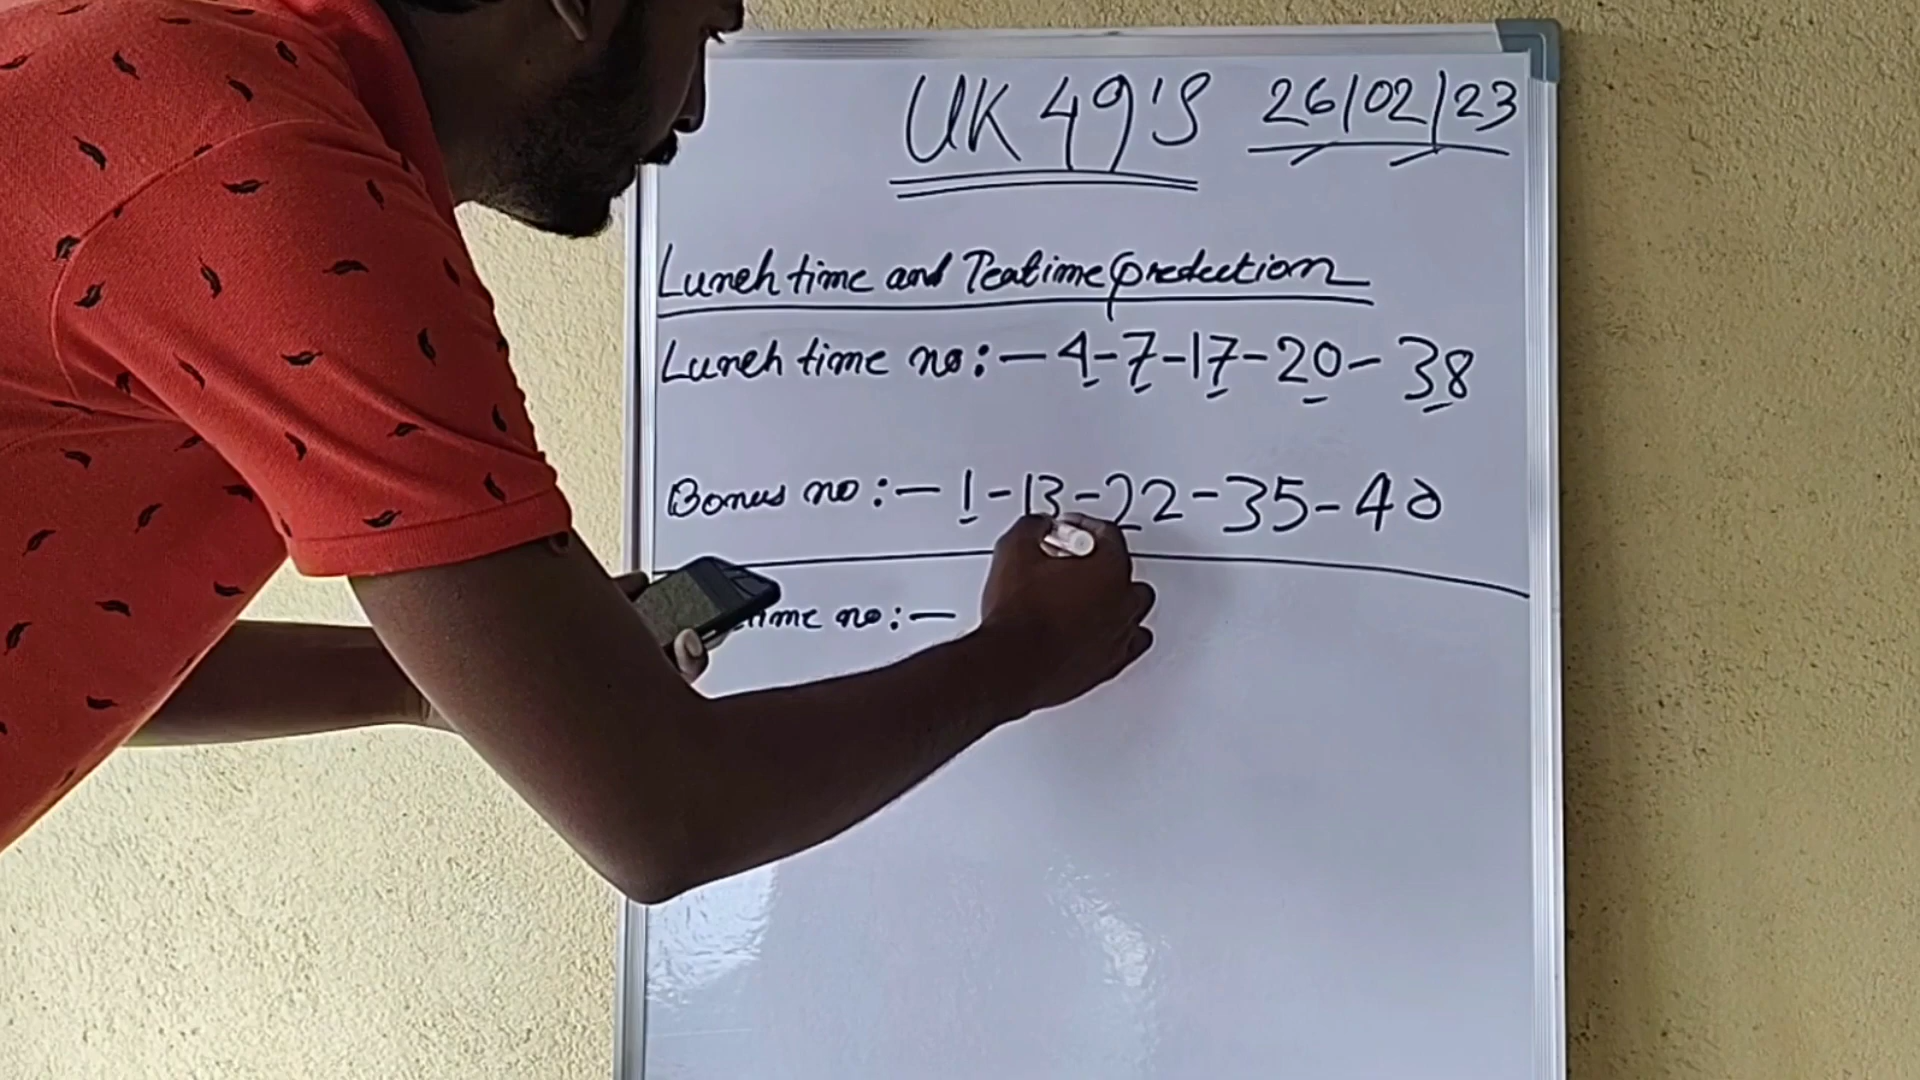 UK 49'S 26/02/23
Lunch time and Teatime prediction
Lunch time no:- 4-7-17-20-38
Bonus no:- 1-13-22-35-40
time no:-